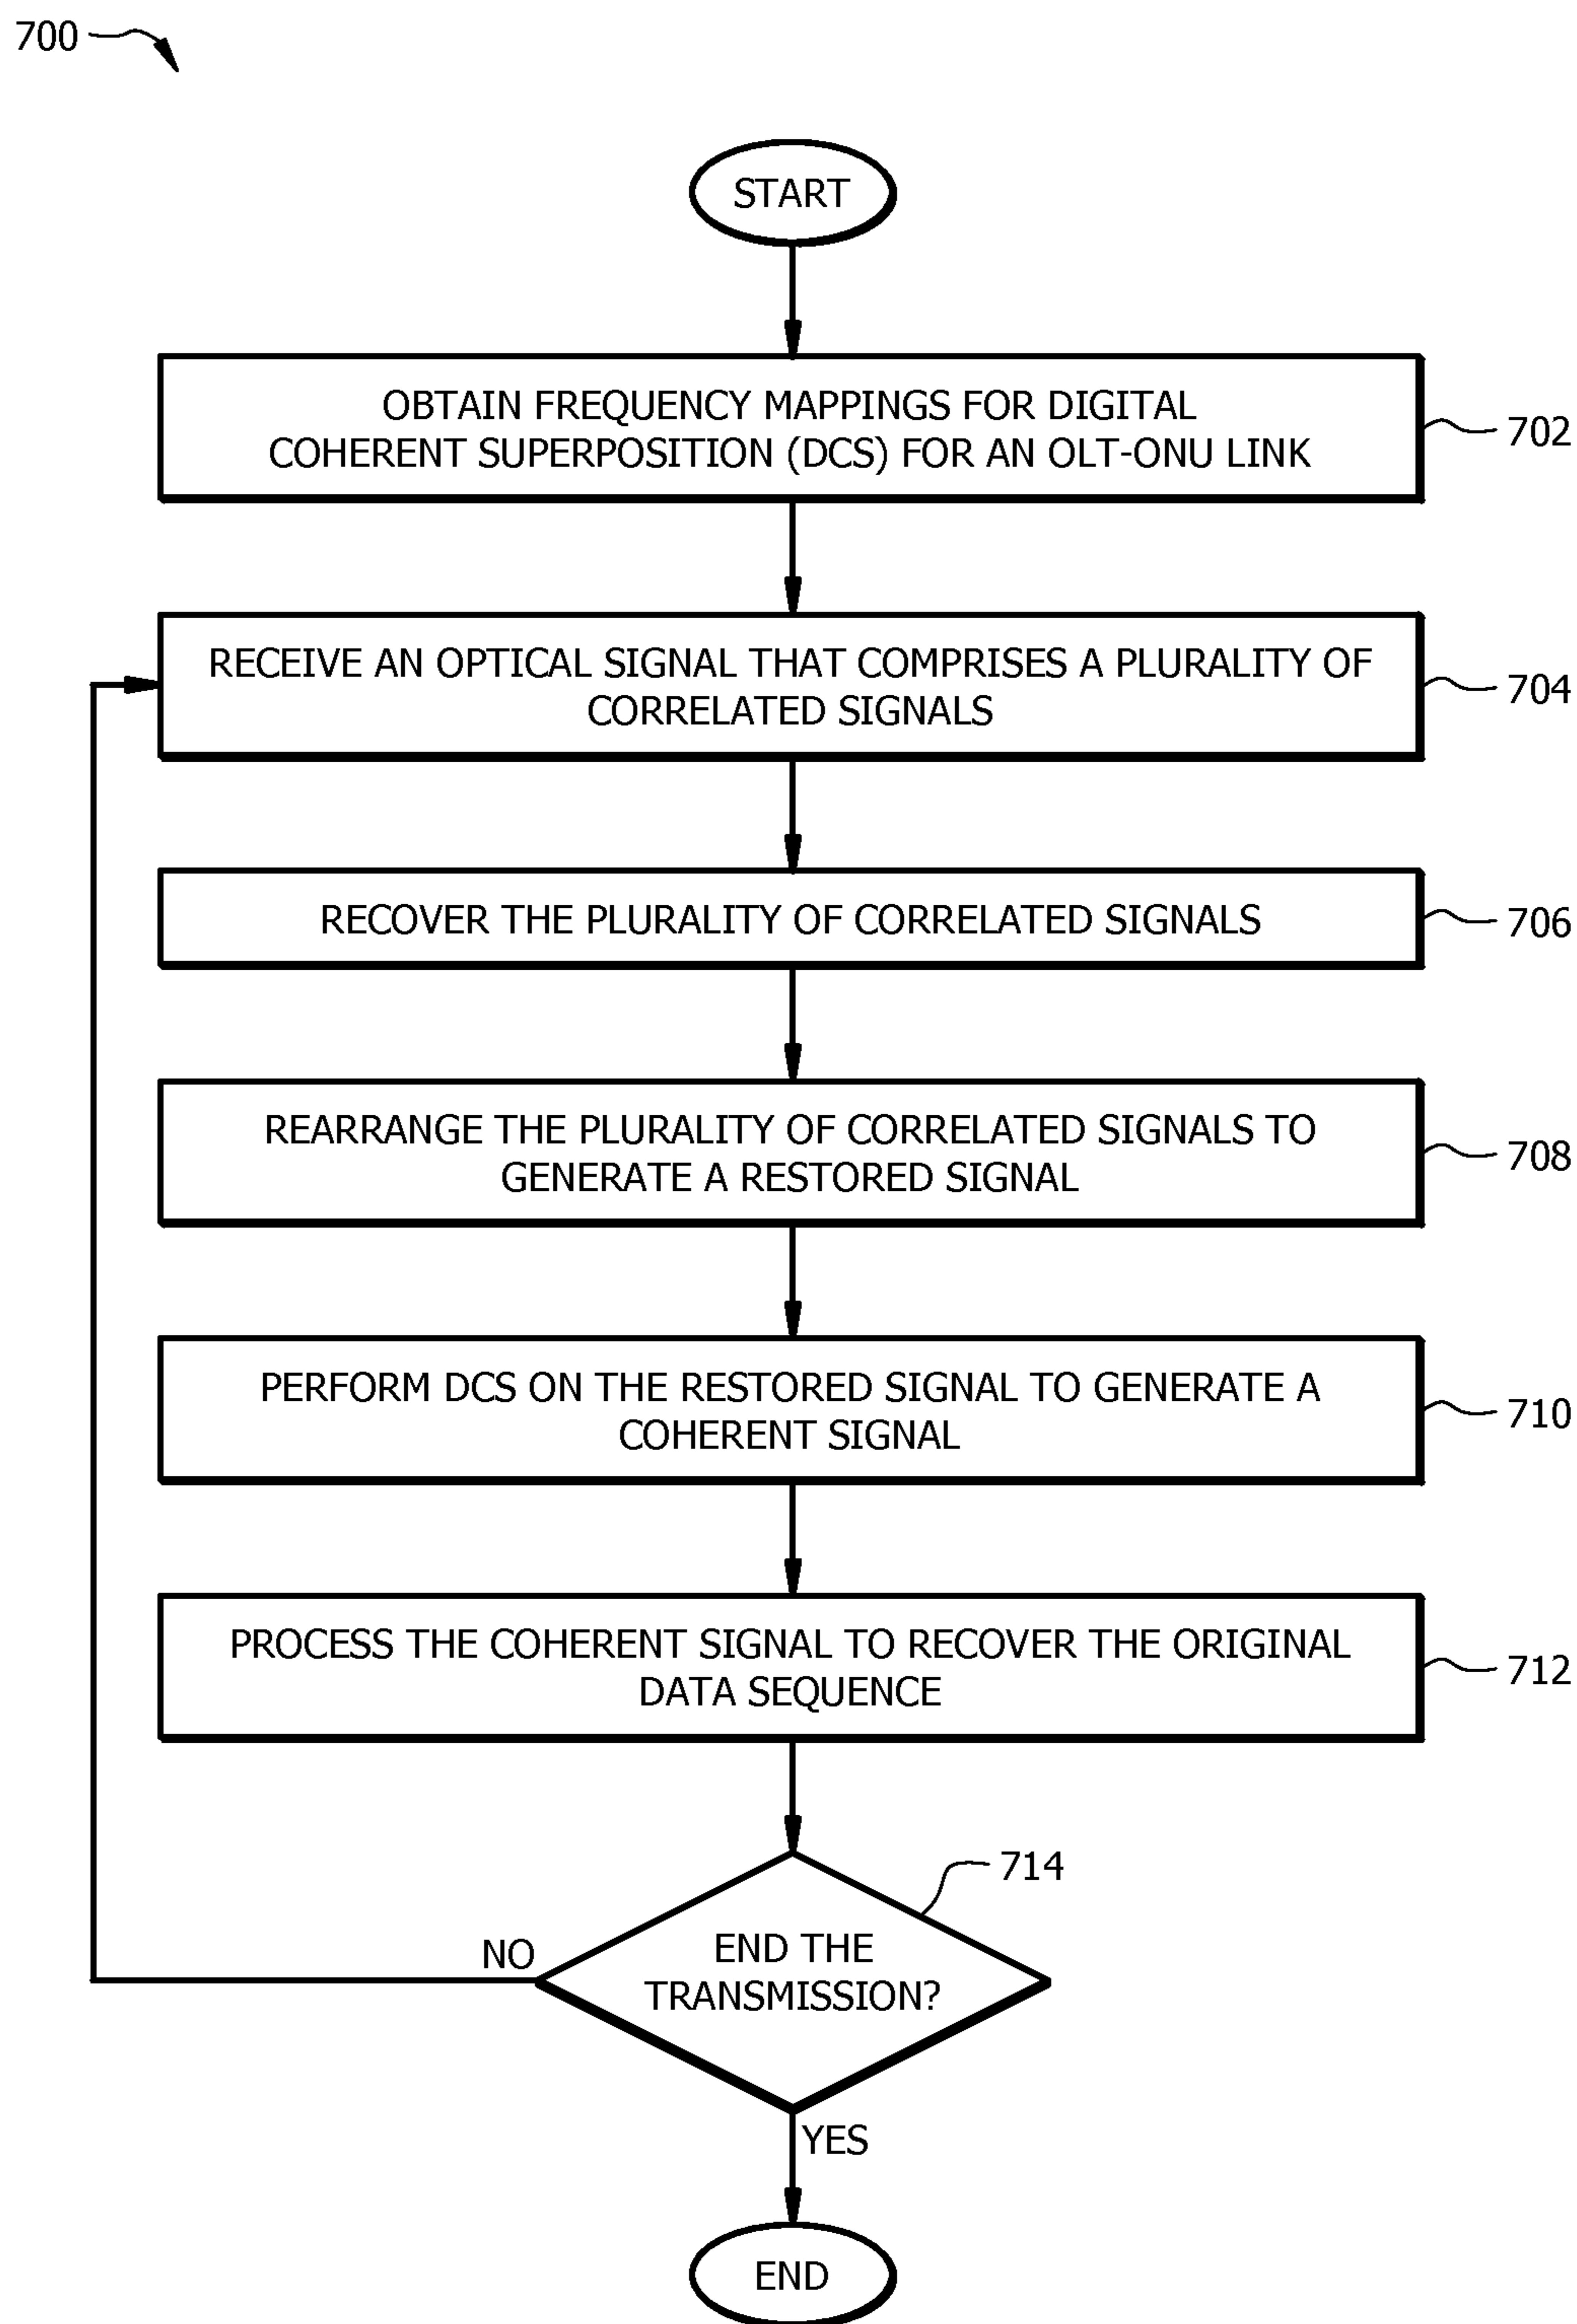 700
START
OBTAIN FREQUENCY MAPPINGS FOR DIGITAL
COHERENT SUPERPOSITION (DCS) FOR AN OLT-ONU LINK
702
RECEIVE AN OPTICAL SIGNAL THAT COMPRISES A PLURALITY OF
CORRELATED SIGNALS
704
RECOVER THE PLURALITY OF CORRELATED SIGNALS
706
REARRANGE THE PLURALITY OF CORRELATED SIGNALS TO
GENERATE A RESTORED SIGNAL
708
PERFORM DCS ON THE RESTORED SIGNAL TO GENERATE A
COHERENT SIGNAL
710
PROCESS THE COHERENT SIGNAL TO RECOVER THE ORIGINAL
DATA SEQUENCE
712
714
NO
END THE
TRANSMISSION?
YES
END